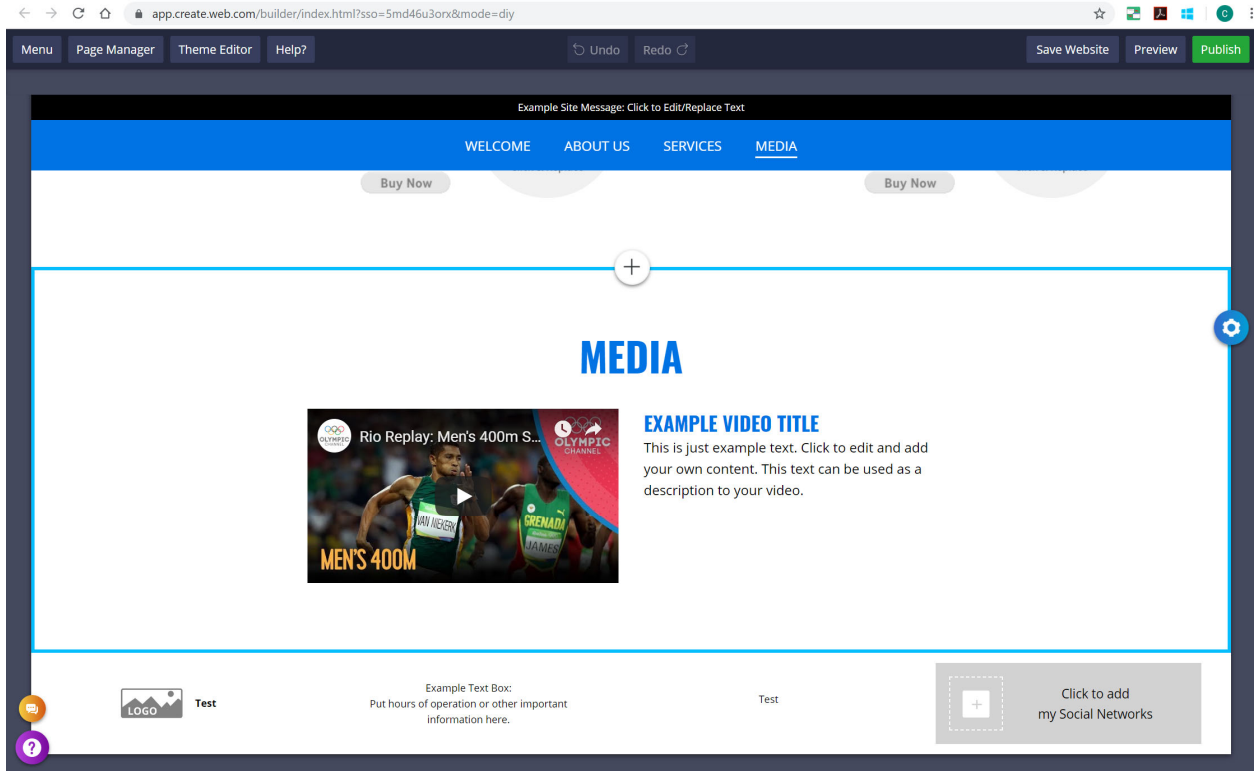 app.create.web.com/builder/index.html?sso=5md46u3orx&mode=diy
C
Menu
Page Manager
Theme Editor
Help?
Undo
Redo
Save Website
Preview
Publish
Example Site Message: Click to Edit/Replace Text
WELCOME
ABOUT US
SERVICES
MEDIA
Buy Now
Buy Now
+
MEDIA
OLYMPIC
CHANNEL
Rio Replay: Men's 400m S...
OLYMPIC
CHANNEL
VAN NIEKERK
GRENADA
JAMES
MEN'S 400M
EXAMPLE VIDEO TITLE
This is just example text. Click to edit and add
your own content. This text can be used as a
description to your video.
LOGO
Test
Example Text Box:
Put hours of operation or other important
information here.
Test
+
Click to add
my Social Networks
?